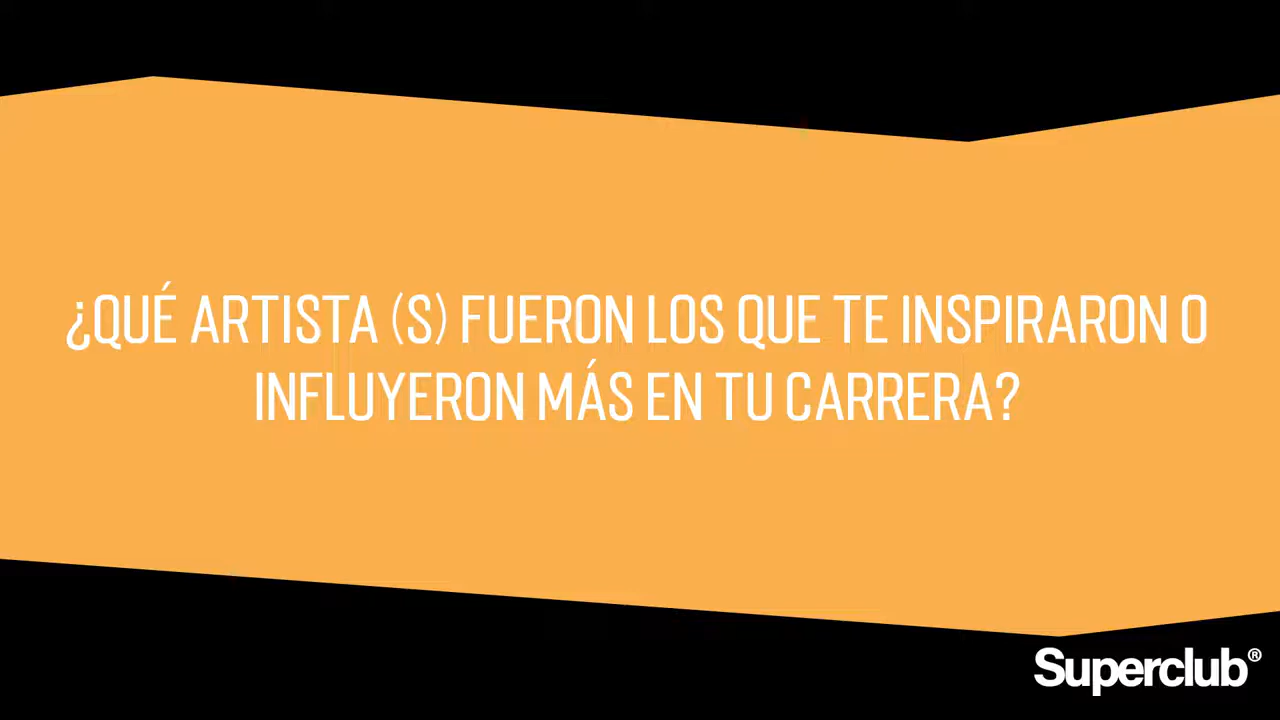 ¿QUÉ ARTISTA (S) FUERON LOS QUE TE INSPIRARON O
INFLUYERON MÁS EN TU CARRERA?
Superclub®